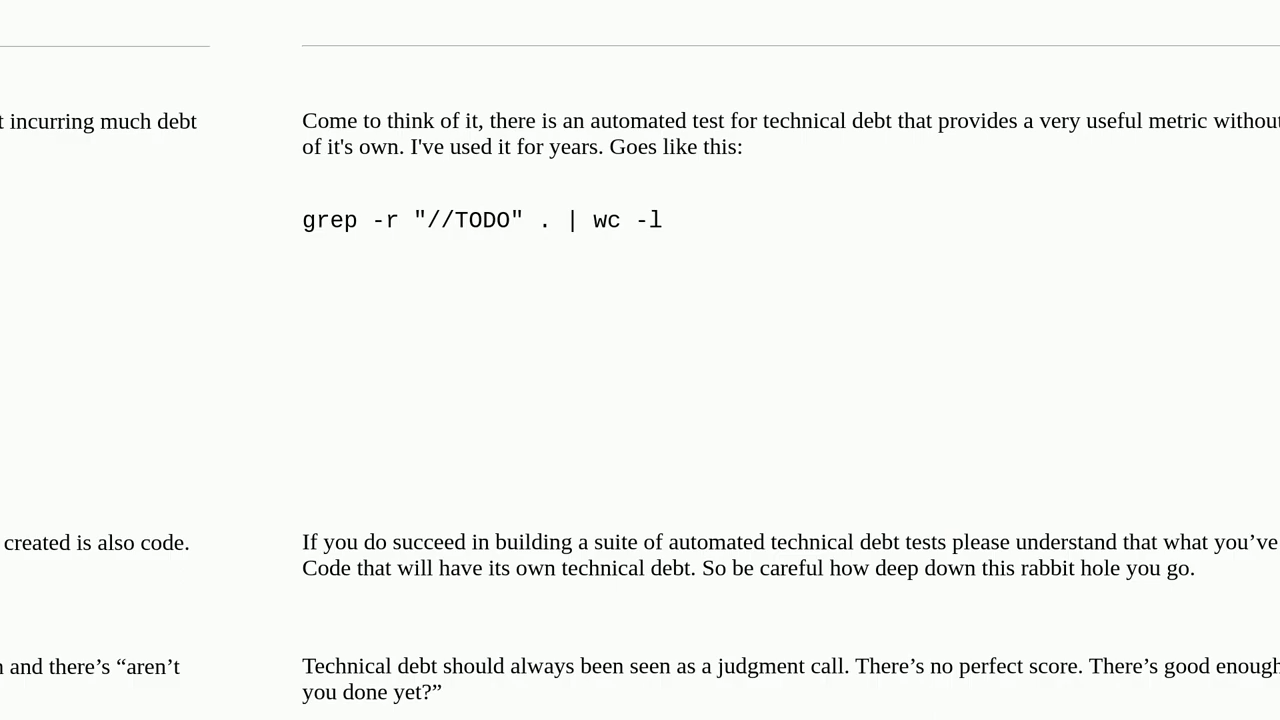 t incurring much debt
Come to think of it, there is an automated test for technical debt that provides a very useful metric without
of it's own. I've used it for years. Goes like this:
grep -r "//TODO" . | wc -l
created is also code.
If you do succeed in building a suite of automated technical debt tests please understand that what you’ve
Code that will have its own technical debt. So be careful how deep down this rabbit hole you go.
n and there’s “aren’t
Technical debt should always been seen as a judgment call. There’s no perfect score. There’s good enough
you done yet?”